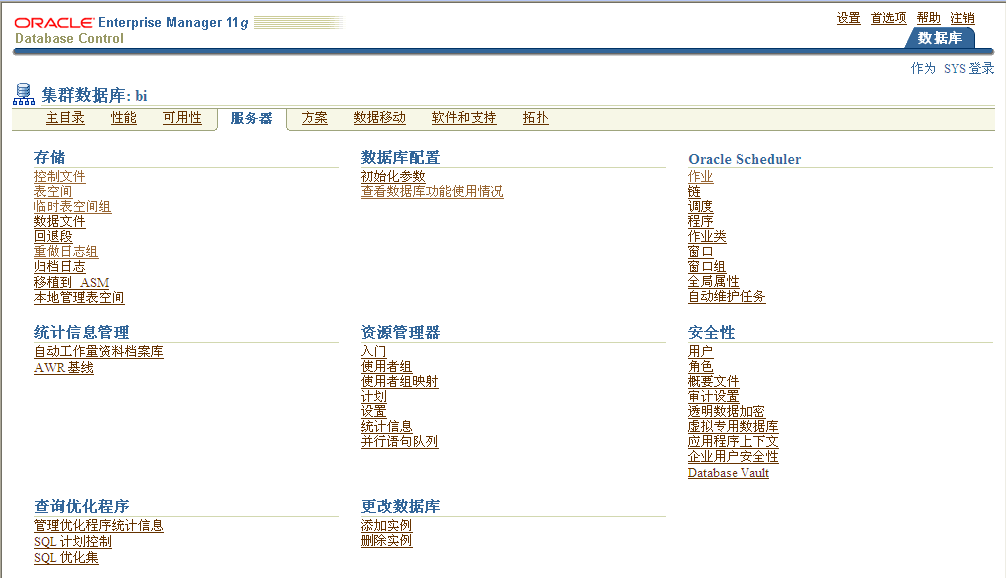 ORACLE Enterprise Manager 11g
Database Control
设置 首选项 帮助 注销
数据库
作为 SYS 登录
集群数据库: bi
主目录 性能 可用性 服务器 方案 数据移动 软件和支持 拓扑
存储
控制文件
表空间
临时表空间组
数据文件
回退段
重做日志组
归档日志
移植到 ASM
本地管理表空间
数据库配置
初始化参数
查看数据库功能使用情况
Oracle Scheduler
作业
链
调度
程序
作业类
窗口
窗口组
全局属性
自动维护任务
统计信息管理
自动工作量资料档案库
AWR 基线
资源管理器
入门
使用者组
使用者组映射
计划
设置
统计信息
并行语句队列
安全性
用户
角色
概要文件
审计设置
透明数据加密
虚拟专用数据库
应用程序上下文
企业用户安全性
Database Vault
查询优化程序
管理优化程序统计信息
SQL 计划控制
SQL 优化集
更改数据库
添加实例
删除实例